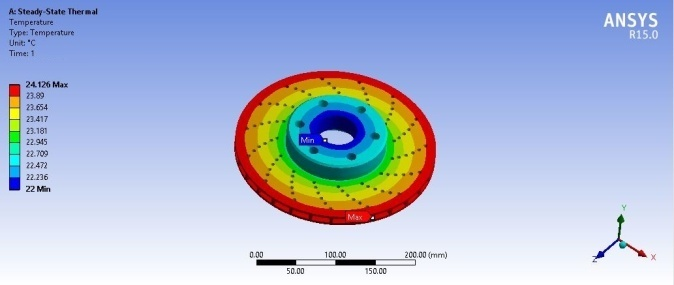 A: Steady-State Thermal
Temperature
Type: Temperature
Unit: °C
Time: 1
ANSYS
R15.0
24.126 Max
23.89
23.654
23.417
23.181
22.945
22.709
22.472
22.236
22 Min
Min
Max
0.00 100.00 200.00 (mm)
50.00 150.00
Y
Z X